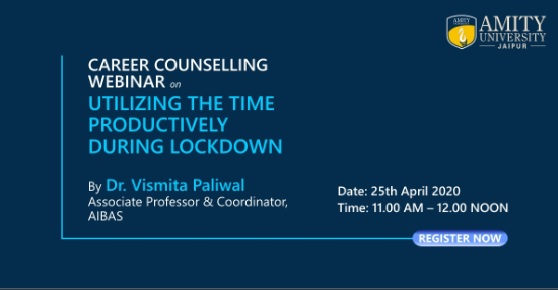 AMITY
AMITY
UNIVERSITY
JAIPUR
CAREER COUNSELLING
WEBINAR on
UTILIZING THE TIME
PRODUCTIVELY
DURING LOCKDOWN
By Dr. Vismita Paliwal
Associate Professor & Coordinator,
AIBAS
Date: 25th April 2020
Time: 11.00 AM – 12.00 NOON
REGISTER NOW